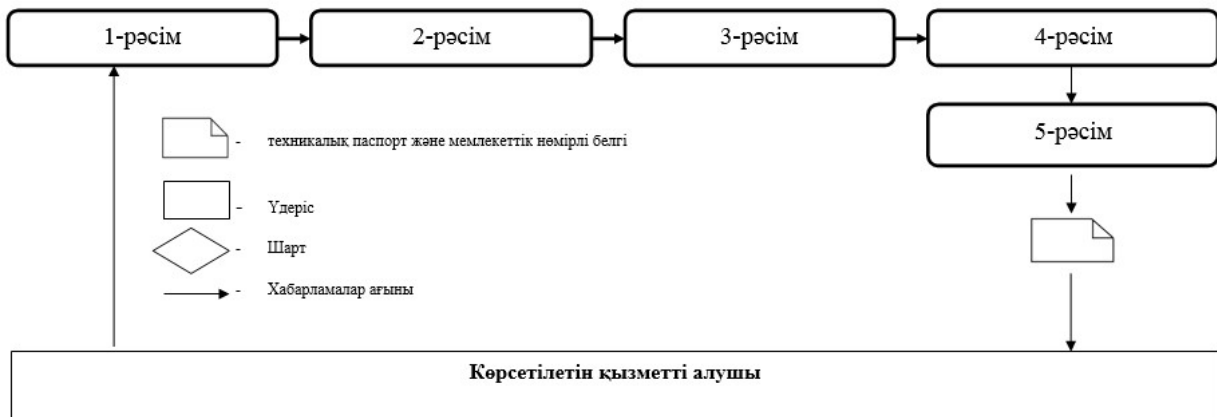 1-рәсім
2-рәсім
3-рәсім
4-рәсім
5-рәсім
- техникалық паспорт және мемлекеттік нөмірлі белгі
- Үдеріс
- Шарт
- Хабарламалар ағыны
Көрсетілетін қызметті алушы